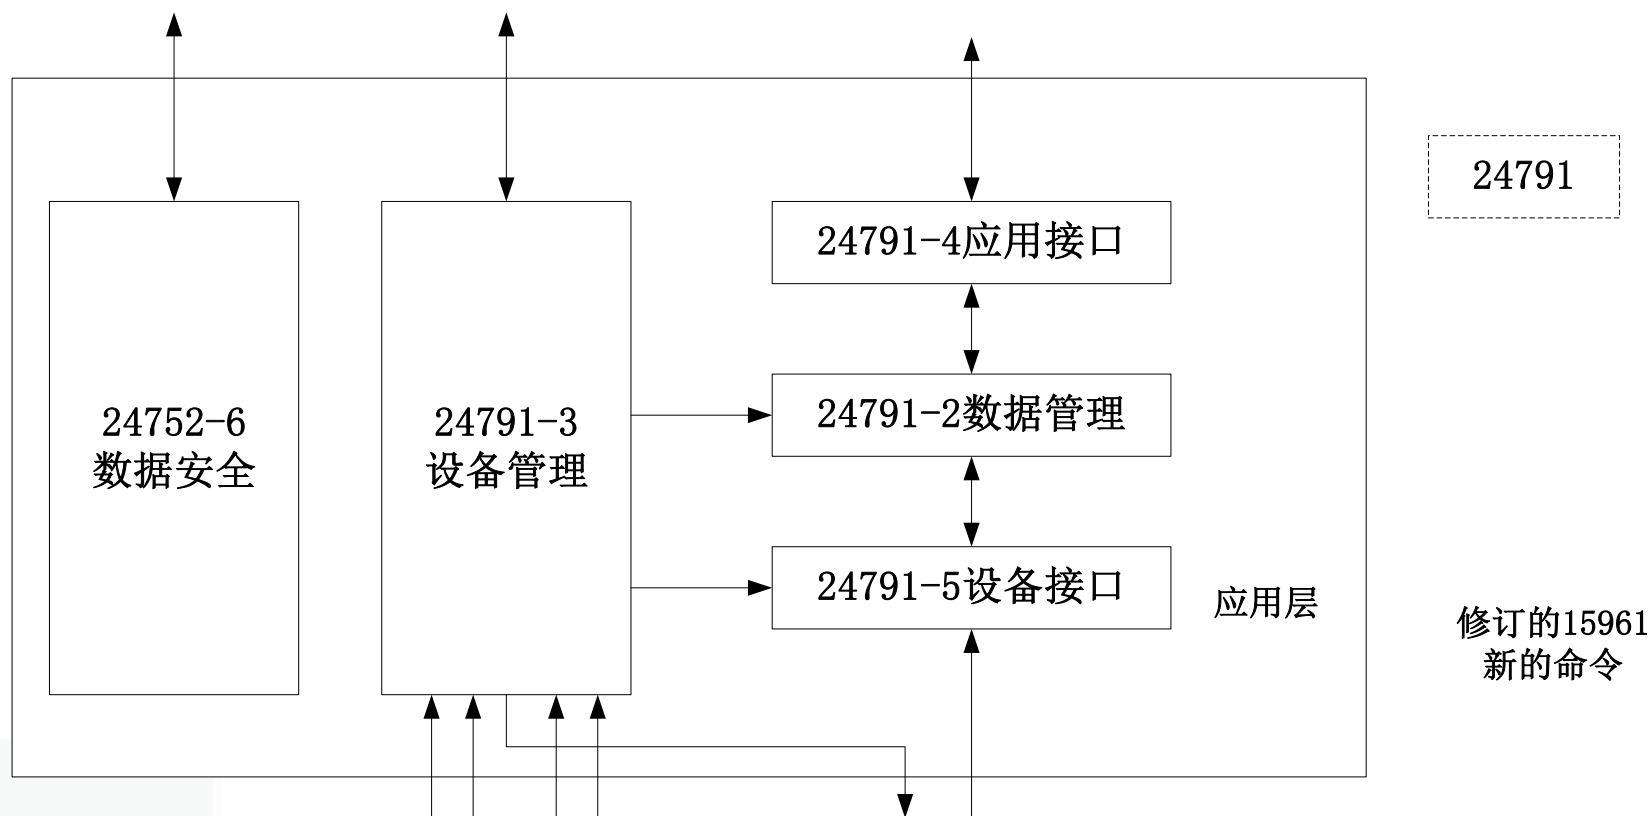 24791
24791-4应用接口
24752-6
数据安全
24791-3
设备管理
24791-2数据管理
24791-5设备接口
应用层
修订的15961
新的命令